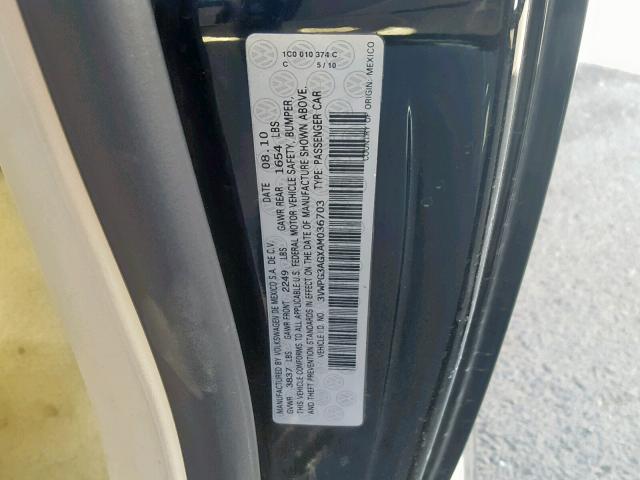 1C0 010 374 C
C 5/10
COUNTRY OF ORIGIN: MEXICO
MANUFACTURED BY VOLKSWAGEN DE MEXICO S.A. DE C.V. DATE 08.10
GVWR 3837 LBS GAWR FRONT 2249 LBS GAWR REAR 1654 LBS
THIS VEHICLE CONFORMS TO ALL APPLICABLE U.S. FEDERAL MOTOR VEHICLE SAFETY, BUMPER,
AND THEFT PREVENTION STANDARDS IN EFFECT ON THE DATE OF MANUFACTURE SHOWN ABOVE.
VEHICLE I.D. NO. 3VWPG3AGXAM036703 TYPE: PASSENGER CAR